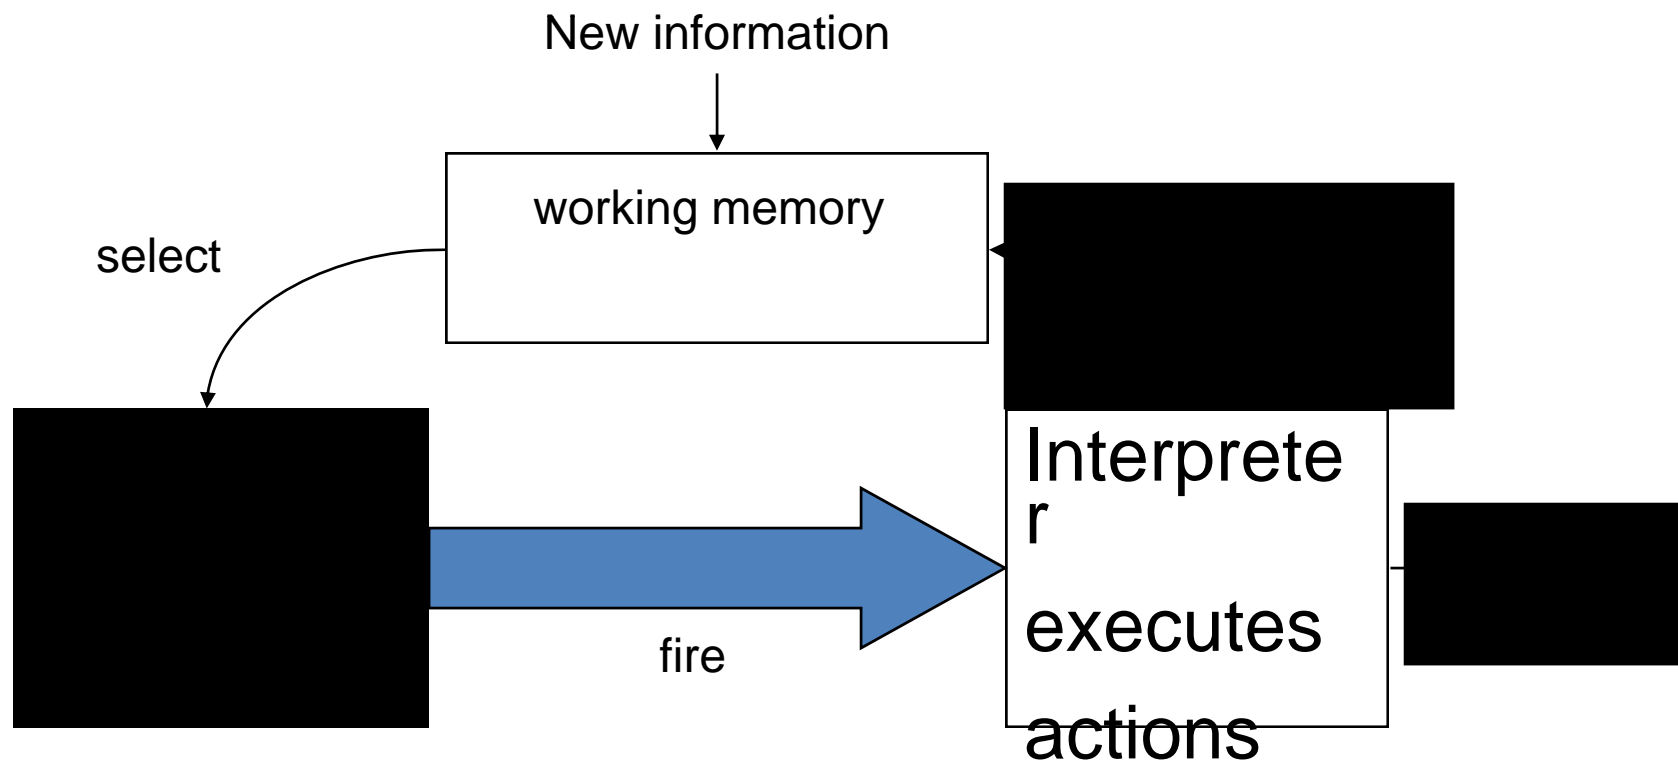 New information
working memory
select
Interprete
r
executes
actions
fire